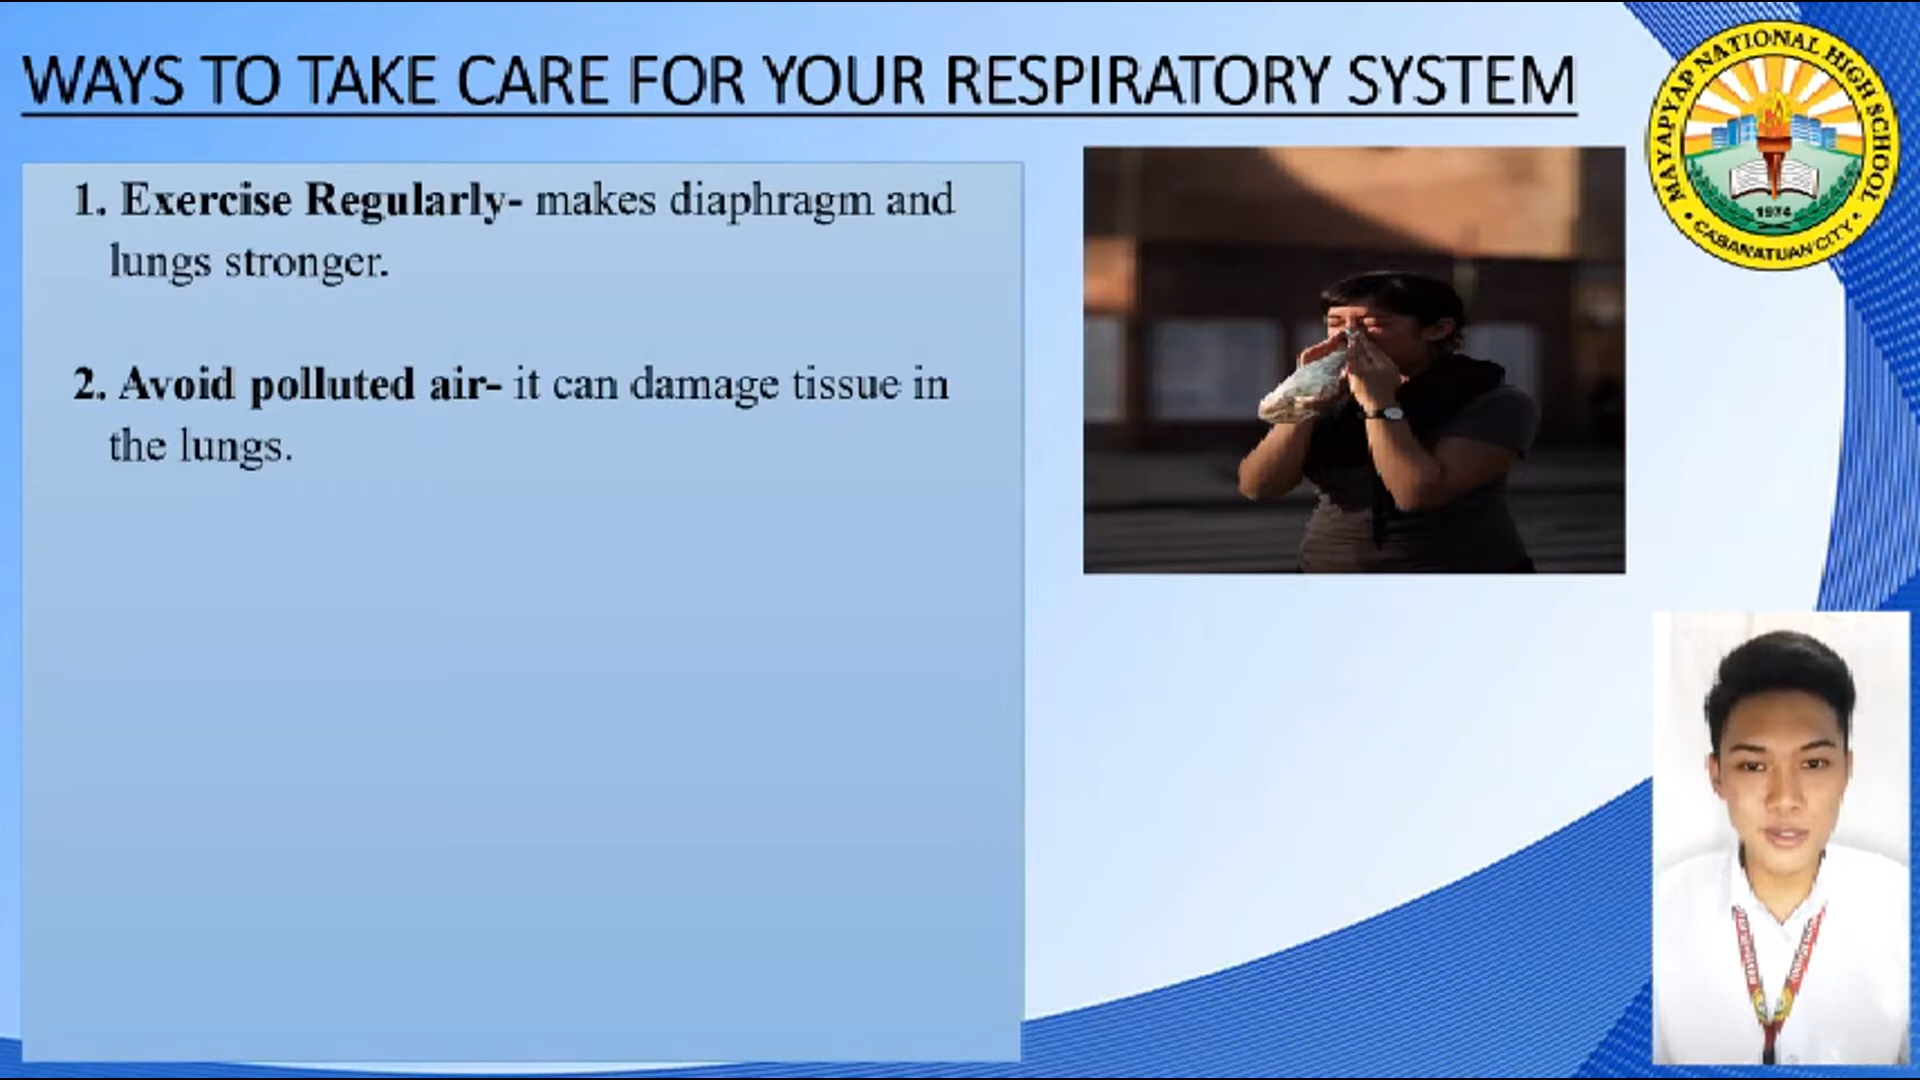 WAYS TO TAKE CARE FOR YOUR RESPIRATORY SYSTEM
1. Exercise Regularly- makes diaphragm and
lungs stronger.
2. Avoid polluted air- it can damage tissue in
the lungs.
MAYAPYAP NATIONAL HIGH SCHOOL
1974
CABANATUAN CITY